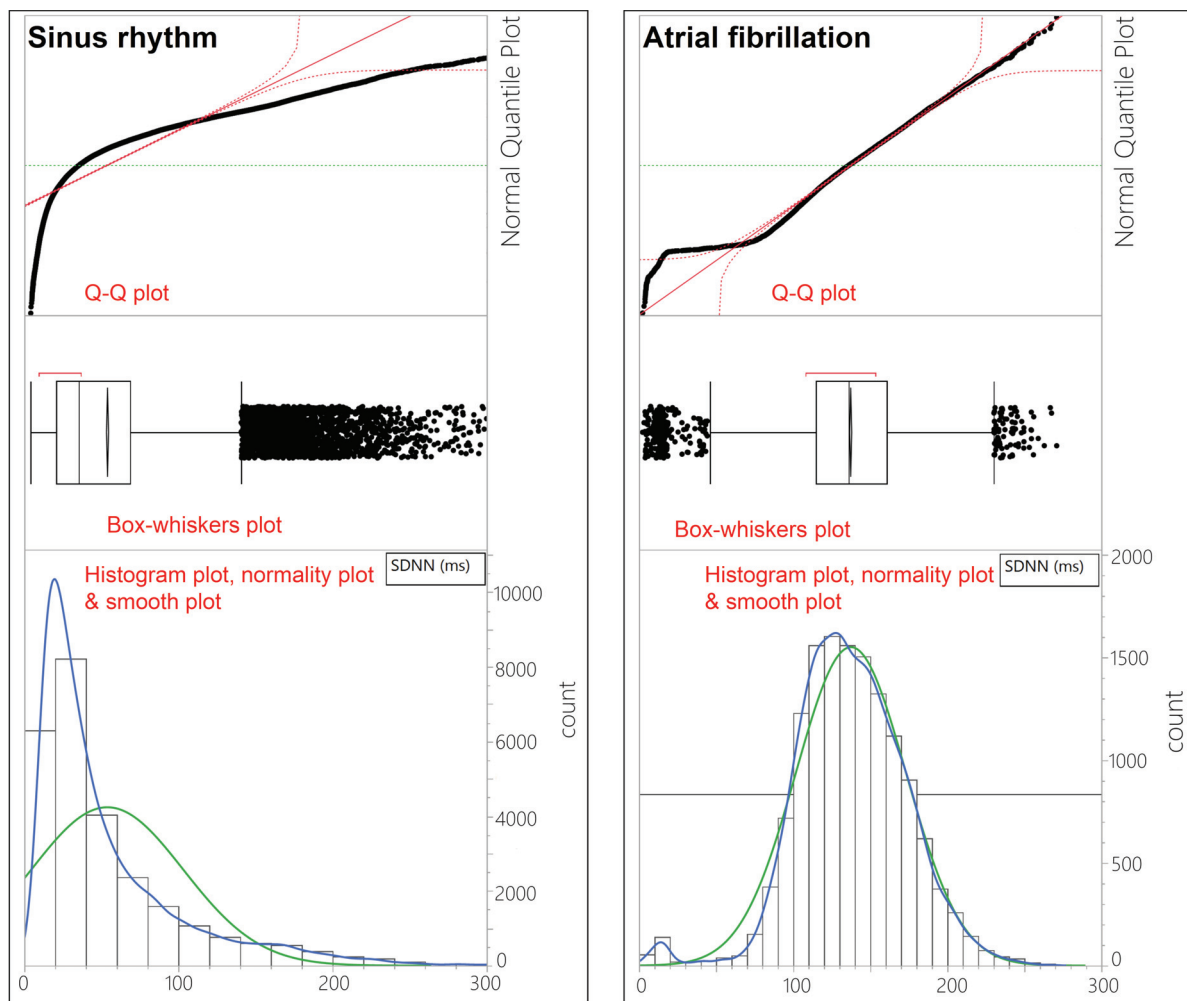 Sinus rhythm
Normal Quantile Plot
Q-Q plot
Box-whiskers plot
Histogram plot, normality plot
& smooth plot
SDNN (ms)
10000
8000
6000
4000
2000
0
count
0
100
200
300
Atrial fibrillation
Normal Quantile Plot
Q-Q plot
Box-whiskers plot
Histogram plot, normality plot
& smooth plot
SDNN (ms)
2000
1500
1000
500
0
count
100
200
300